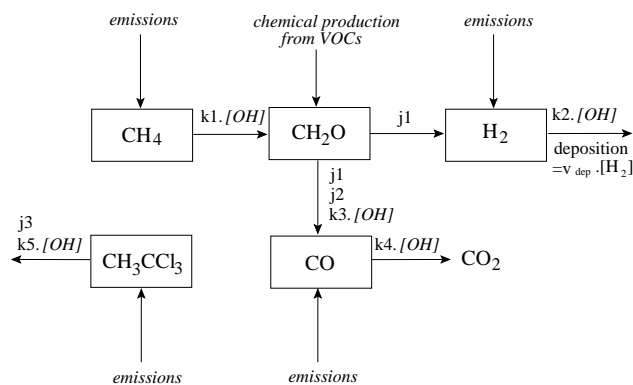 emissions
chemical production
from VOCs
emissions
CH4
k1.[OH]
CH2O
j1
H2
k2.[OH]
deposition
=v dep .[H2]
j1
j2
k3.[OH]
j3
k5.[OH]
CH3CCl3
CO
k4.[OH]
CO2
emissions
emissions